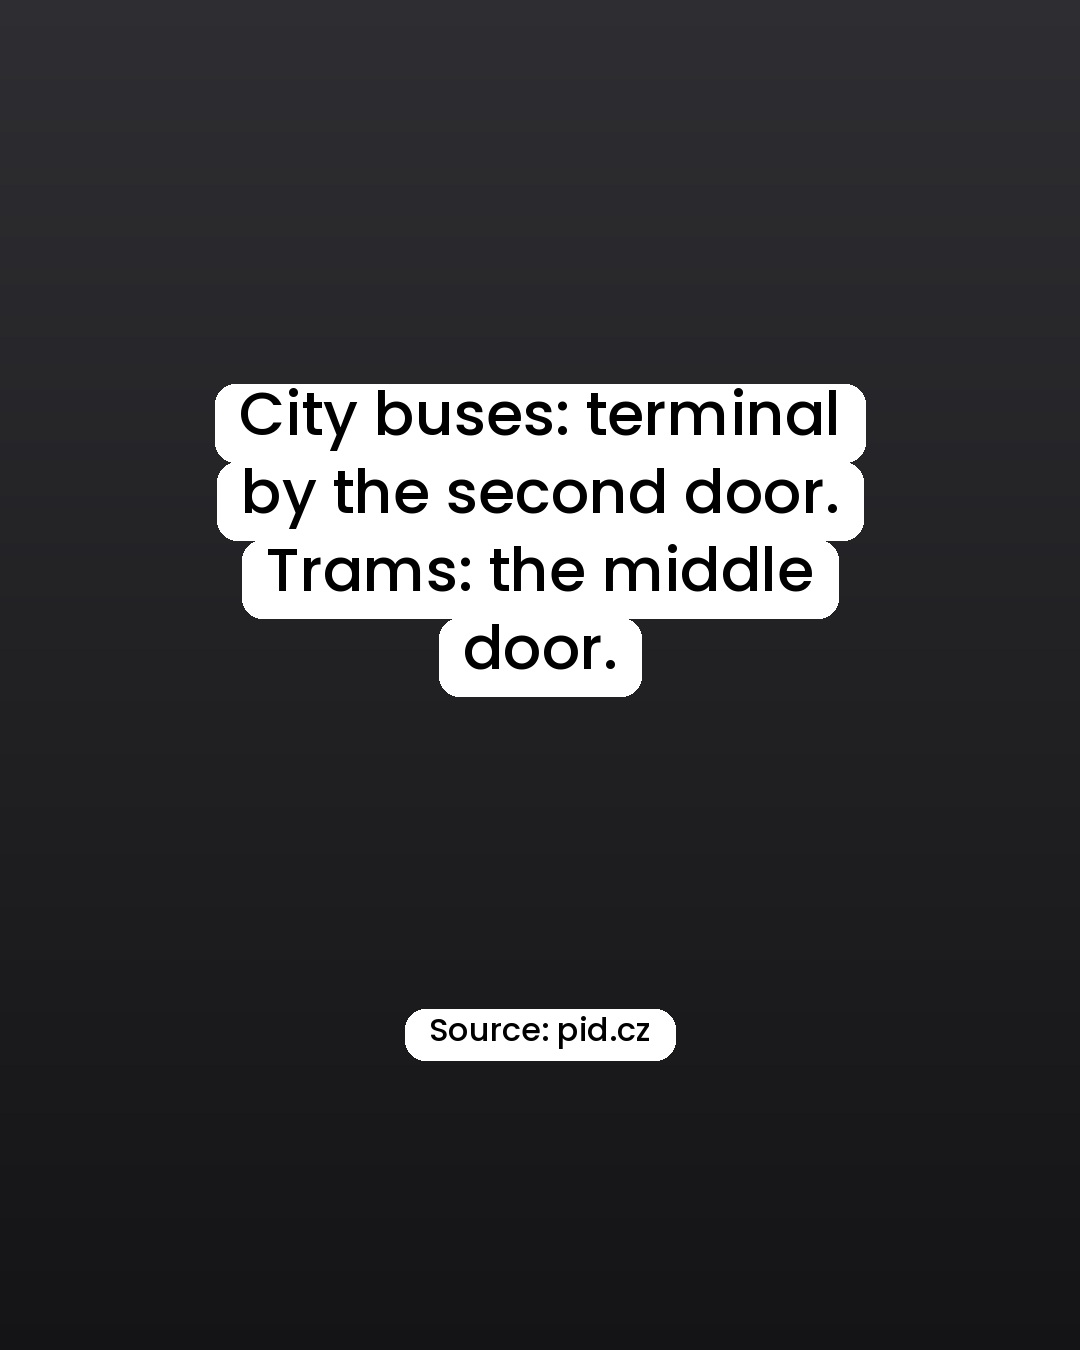 City buses: terminal
by the second door.
Trams: the middle
door.
Source: pid.cz